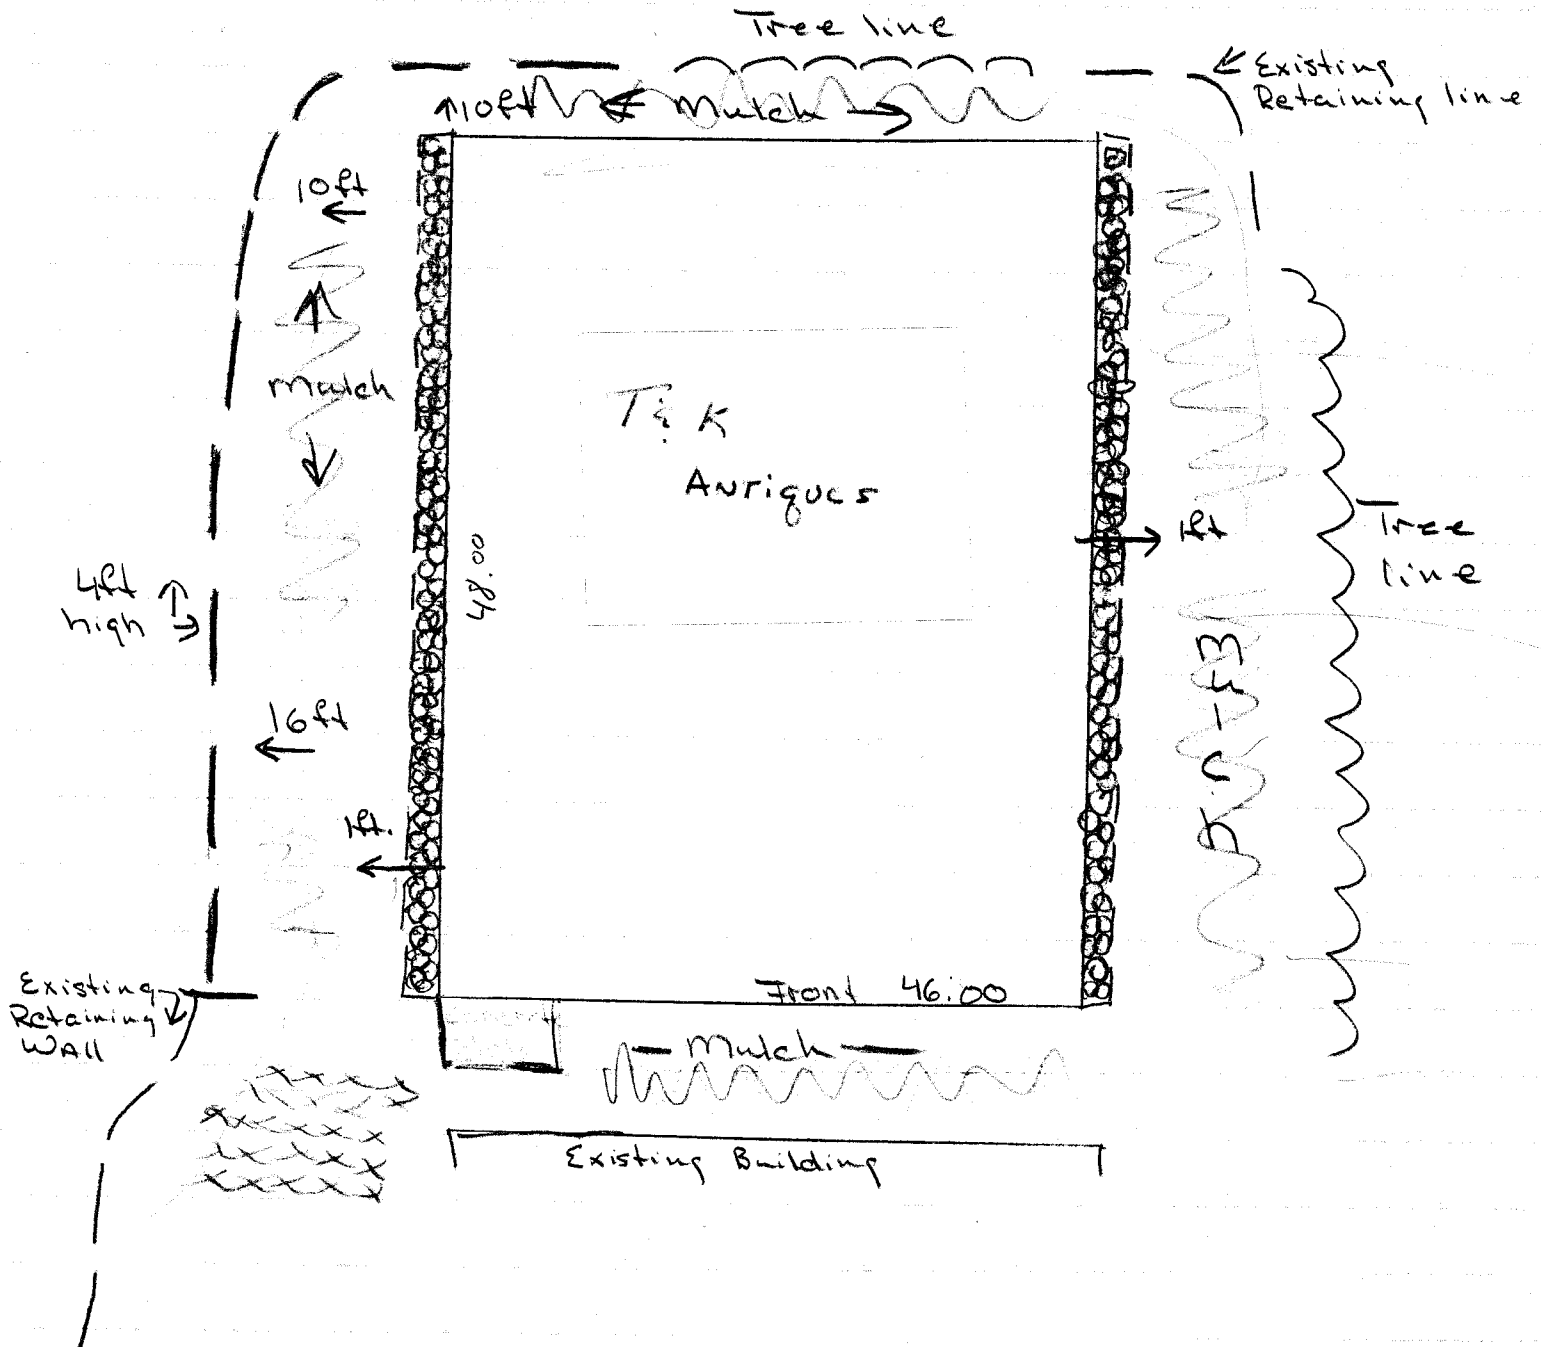 Tree line
Existing
Retaining line
10ft
Mulch
10ft
Mulch
T & K
Antiques
1ft
Tree
line
48.00
4ft
high
Mulch
16ft
1ft.
Existing
Retaining
Wall
Front 46.00
Mulch
Existing Building